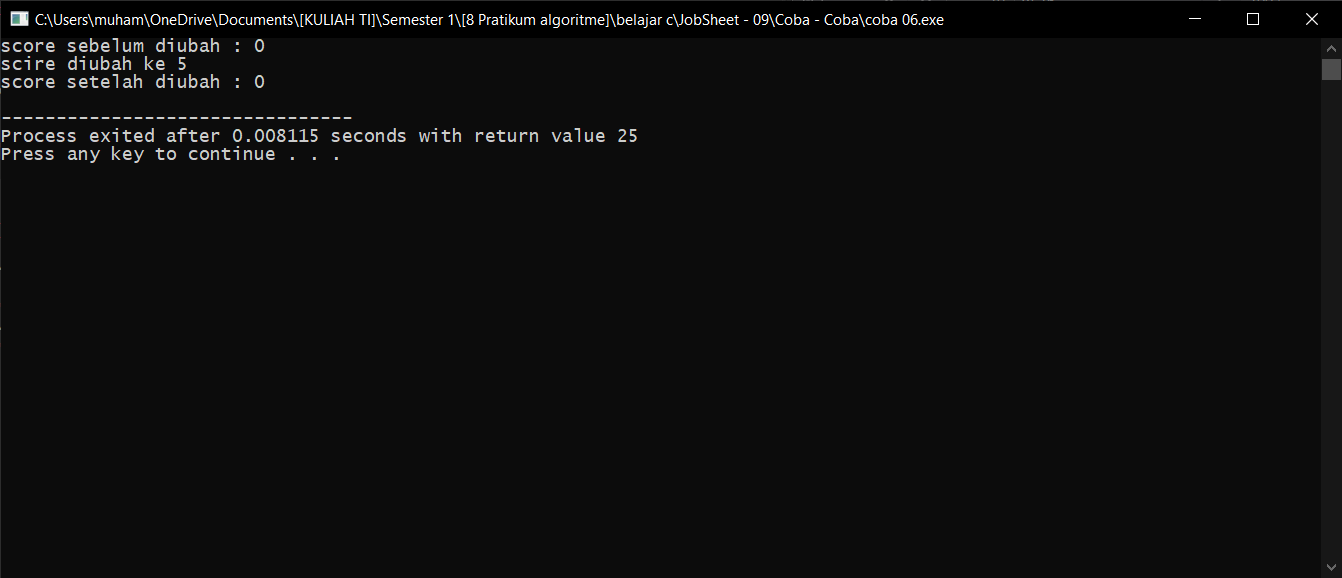 C:\Users\muham\OneDrive\Documents\[KULIAH TI]\Semester 1\[8 Pratikum algoritme]\belajar c\JobSheet - 09\Coba - Coba\coba 06.exe
score sebelum diubah : 0
scire diubah ke 5
score setelah diubah : 0
--------------------------------
Process exited after 0.008115 seconds with return value 25
Press any key to continue . . .